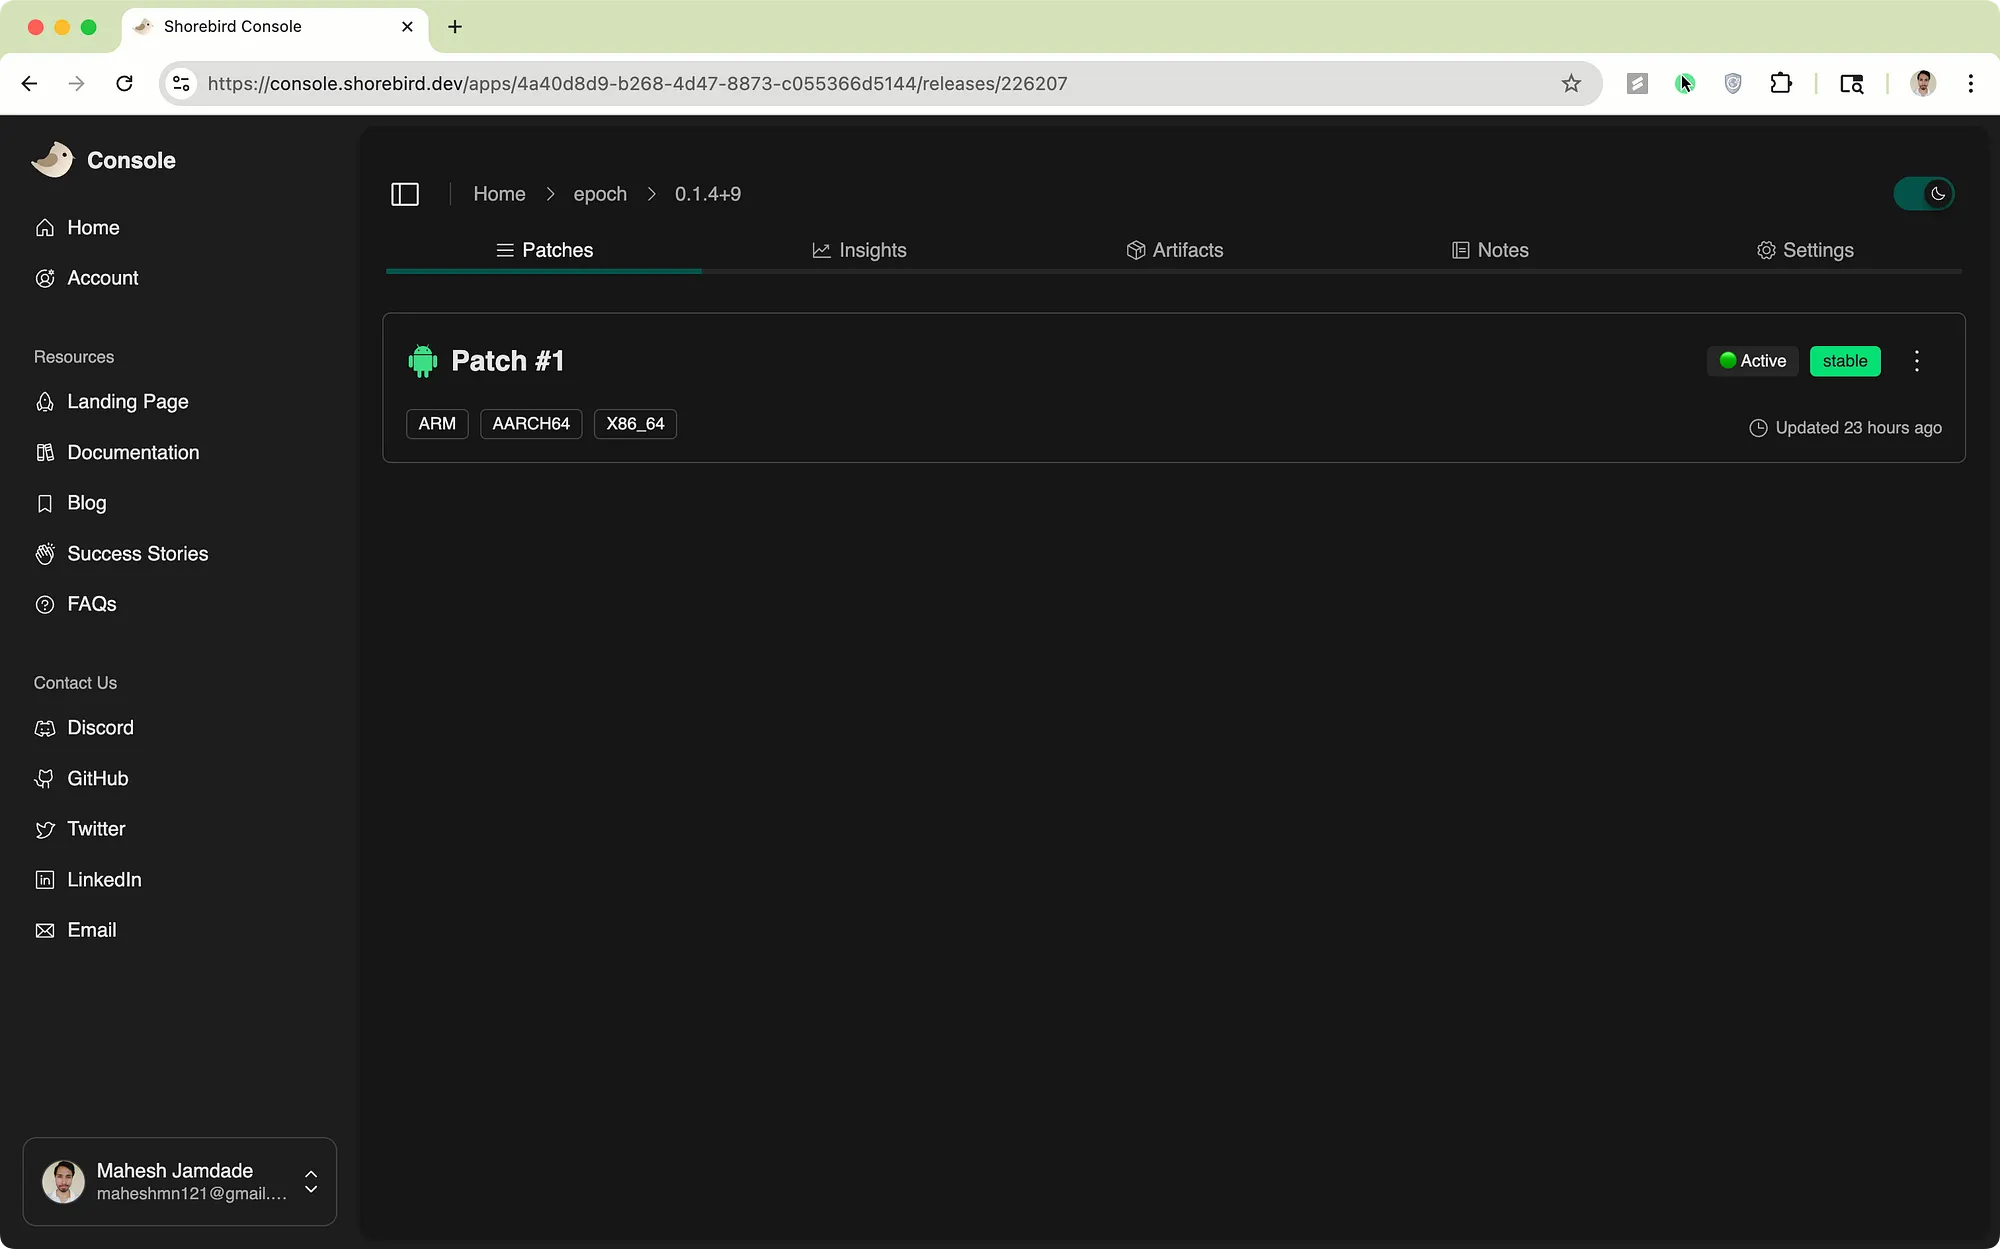 Shorebird Console
https://console.shorebird.dev/apps/4a40d8d9-b268-4d47-8873-c055366d5144/releases/226207
Console
Home
Account
Resources
Landing Page
Documentation
Blog
Success Stories
FAQs
Contact Us
Discord
GitHub
Twitter
LinkedIn
Email
Mahesh Jamdade
maheshmn121@gmail....
Home > epoch > 0.1.4+9
Patches Insights Artifacts Notes Settings
Patch #1
Active stable
ARM AARCH64 X86_64
Updated 23 hours ago